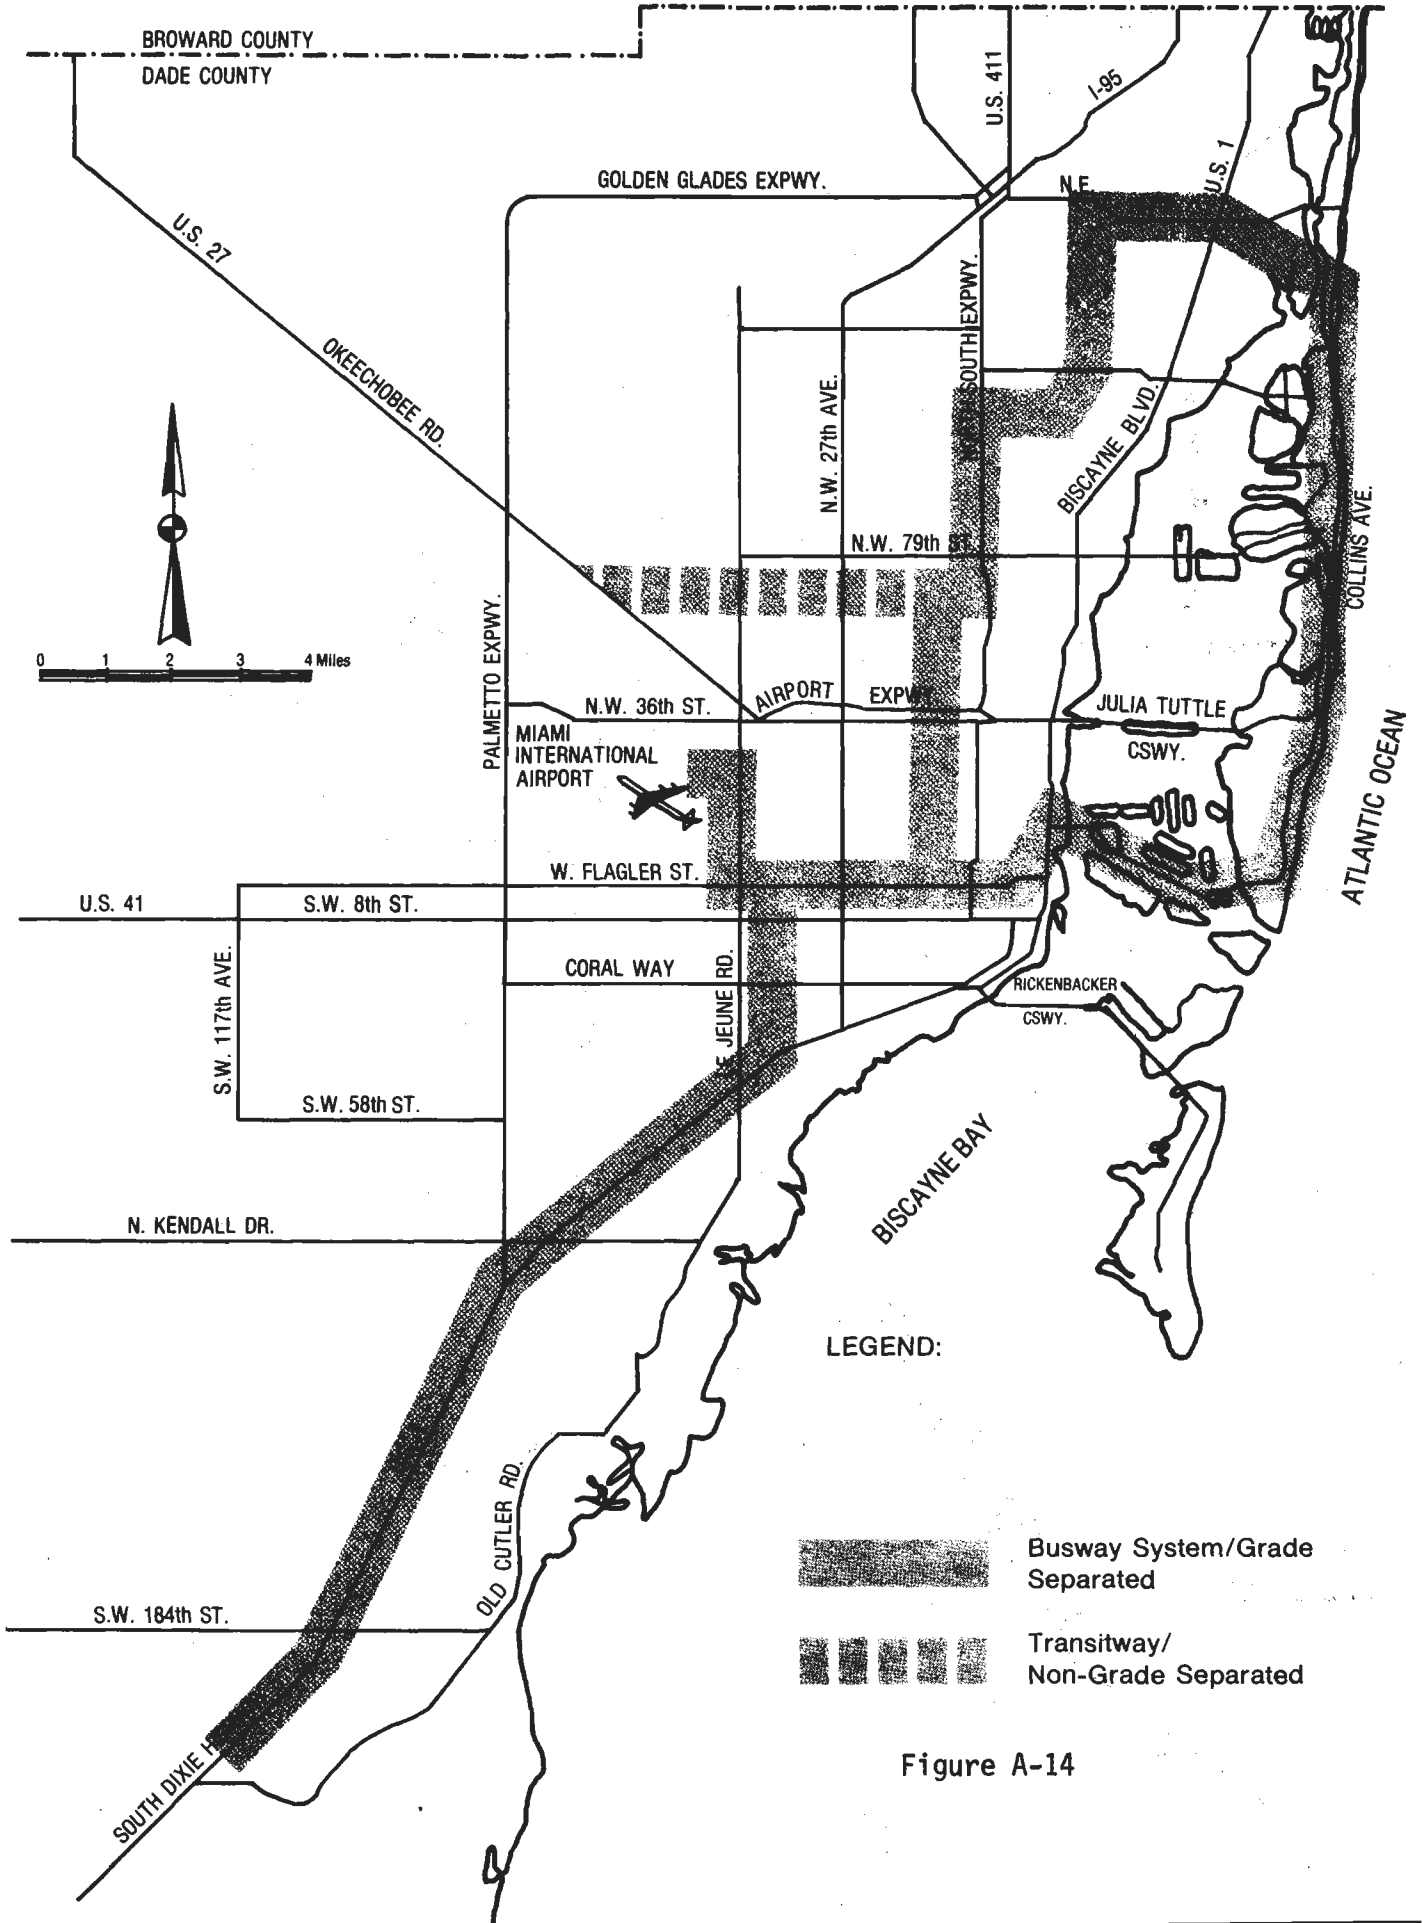 BROWARD COUNTY
DADE COUNTY
U.S. 411
I-95
U.S. 1
GOLDEN GLADES EXPWY.
N.E.
U.S. 27
OKEECHOBEE RD.
N.W. 27th AVE.
SOUTH EXPWY.
BISCAYNE BLVD.
COLLINS AVE.
N.W. 79th ST.
PALMETTO EXPWY.
0 1 2 3 4 Miles
N.W. 36th ST.
AIRPORT EXPWY
JULIA TUTTLE
CSWY.
MIAMI
INTERNATIONAL
AIRPORT
ATLANTIC OCEAN
W. FLAGLER ST.
U.S. 41
S.W. 8th ST.
S.W. 117th AVE.
CORAL WAY
JEUNE RD.
RICKENBACKER
CSWY.
S.W. 58th ST.
BISCAYNE BAY
N. KENDALL DR.
LEGEND:
OLD CUTLER RD.
Busway System/Grade
Separated
S.W. 184th ST.
Transitway/
Non-Grade Separated
SOUTH DIXIE H
Figure A-14